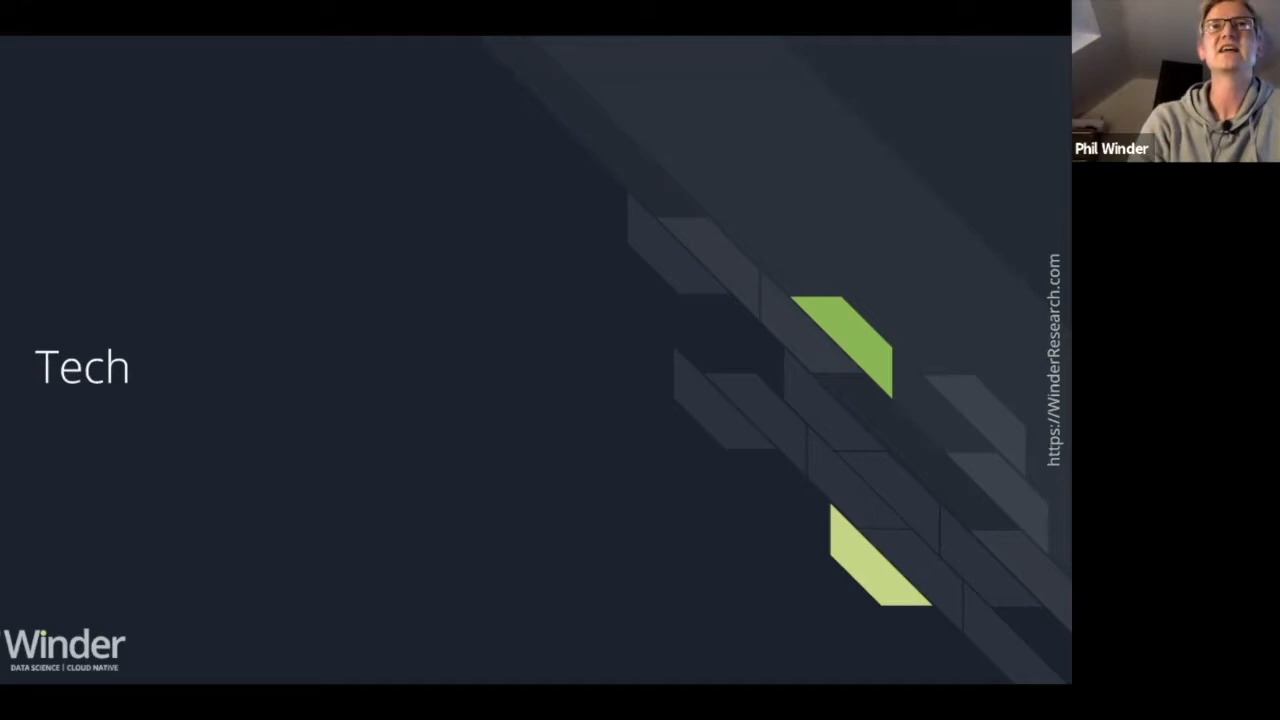 Phil Winder
https://WinderResearch.com
Tech
Winder
DATA SCIENCE | CLOUD NATIVE